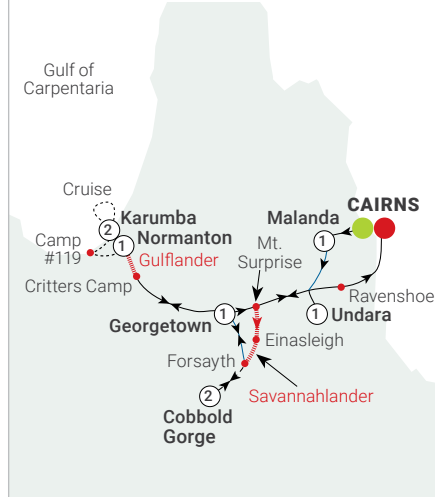 Gulf of
Carpentaria
Cruise
2
Karumba
1
Normanton
Camp
#119
Gulflander
Critters Camp
CAIRNS
Malanda
1
Mt.
Surprise
Ravenshoe
1
Undara
Georgetown
1
Einasleigh
Forsayth
Savannahlander
2
Cobbold
Gorge